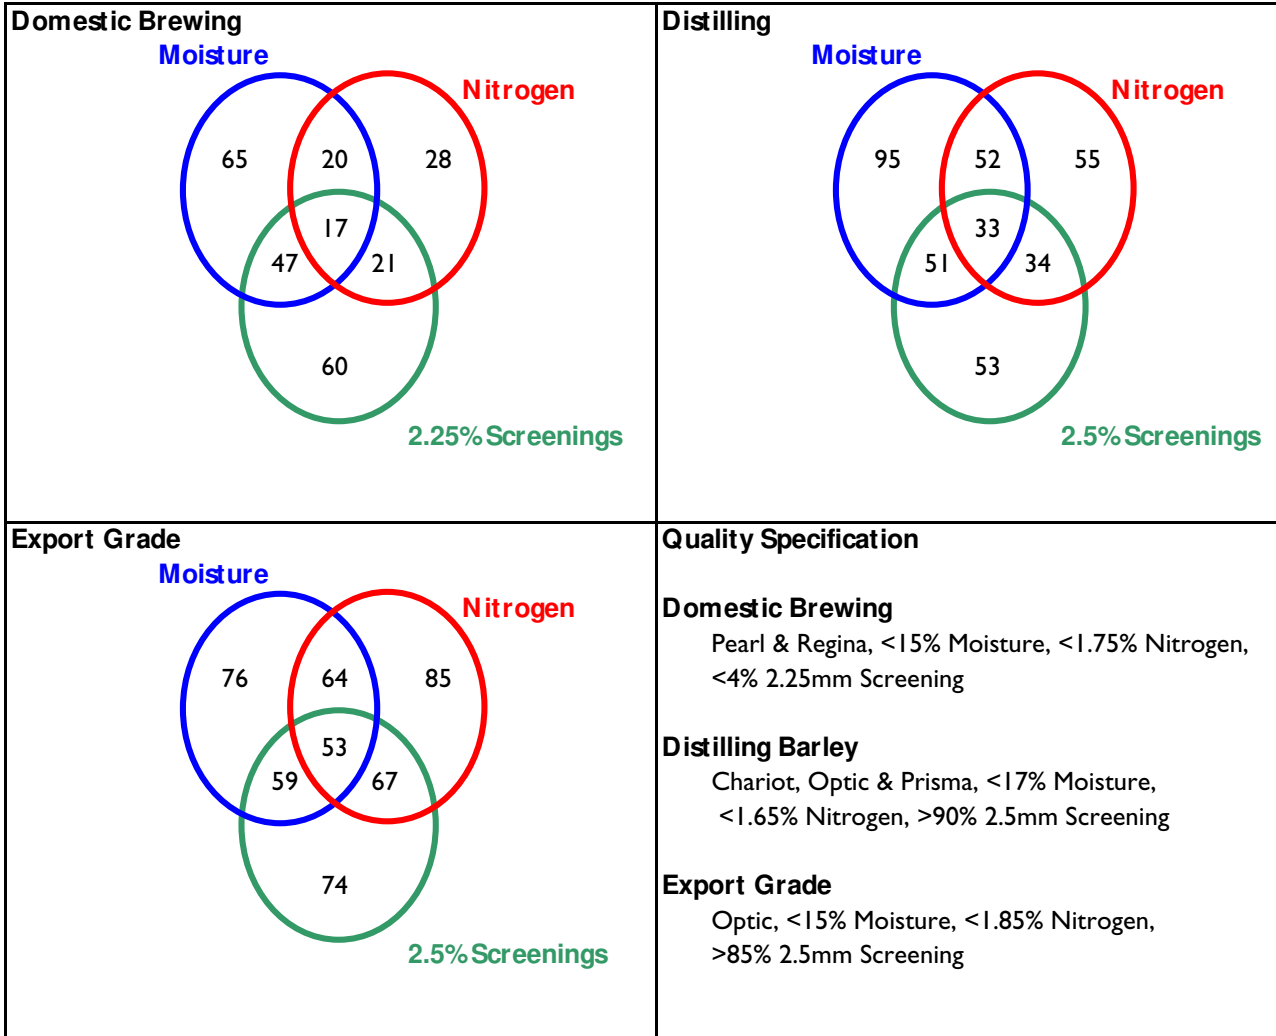 Domestic Brewing
Moisture
Nitrogen
65
20
28
17
47
21
60
2.25% Screenings
Distilling
Moisture
Nitrogen
95
52
55
33
51
34
53
2.5% Screenings
Export Grade
Moisture
Nitrogen
76
64
85
53
59
67
74
2.5% Screenings
Quality Specification
Domestic Brewing
Pearl & Regina, <15% Moisture, <1.75% Nitrogen,
<4% 2.25mm Screening
Distilling Barley
Chariot, Optic & Prisma, <17% Moisture,
<1.65% Nitrogen, >90% 2.5mm Screening
Export Grade
Optic, <15% Moisture, <1.85% Nitrogen,
>85% 2.5mm Screening